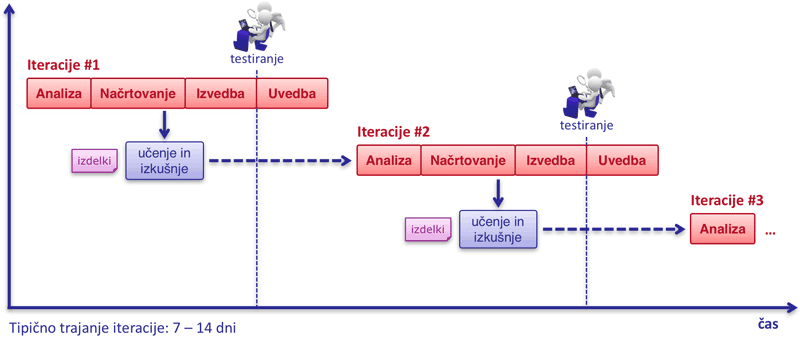 testiranje
Iteracije #1
Analiza
Načrtovanje
Izvedba
Uvedba
izdelki
učenje in
izkušnje
testiranje
Iteracije #2
Analiza
Načrtovanje
Izvedba
Uvedba
izdelki
učenje in
izkušnje
Iteracije #3
Analiza
...
Tipično trajanje iteracije: 7 – 14 dni
čas